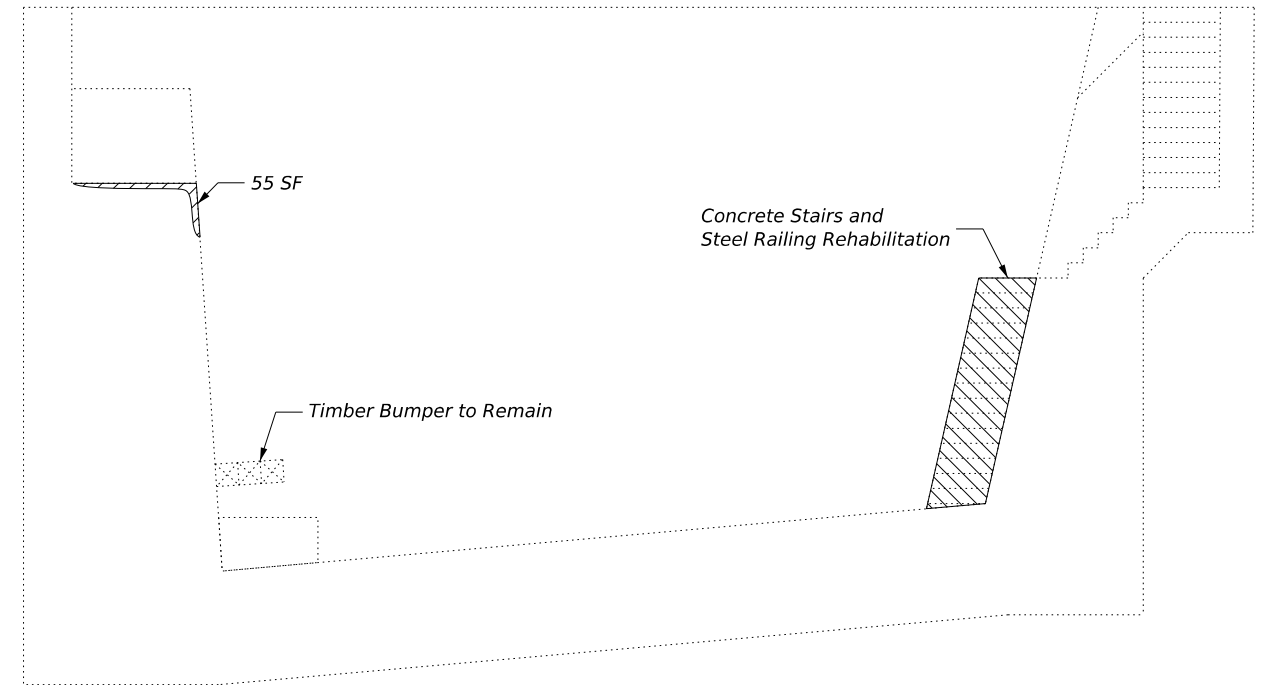 55 SF
Concrete Stairs and
Steel Railing Rehabilitation
Timber Bumper to Remain